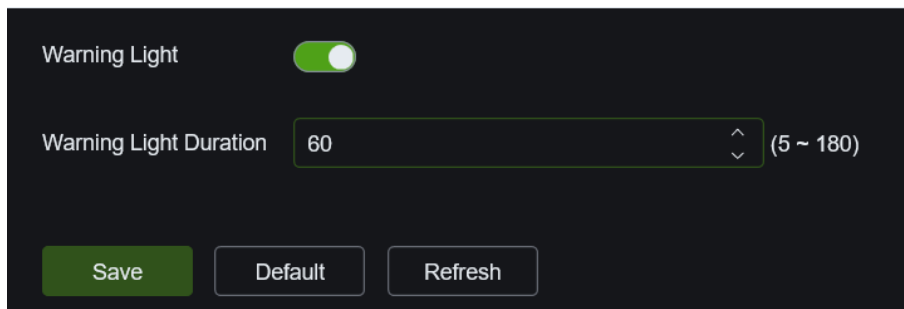 Warning Light
Warning Light Duration 60 (5 ~ 180)
Save Default Refresh